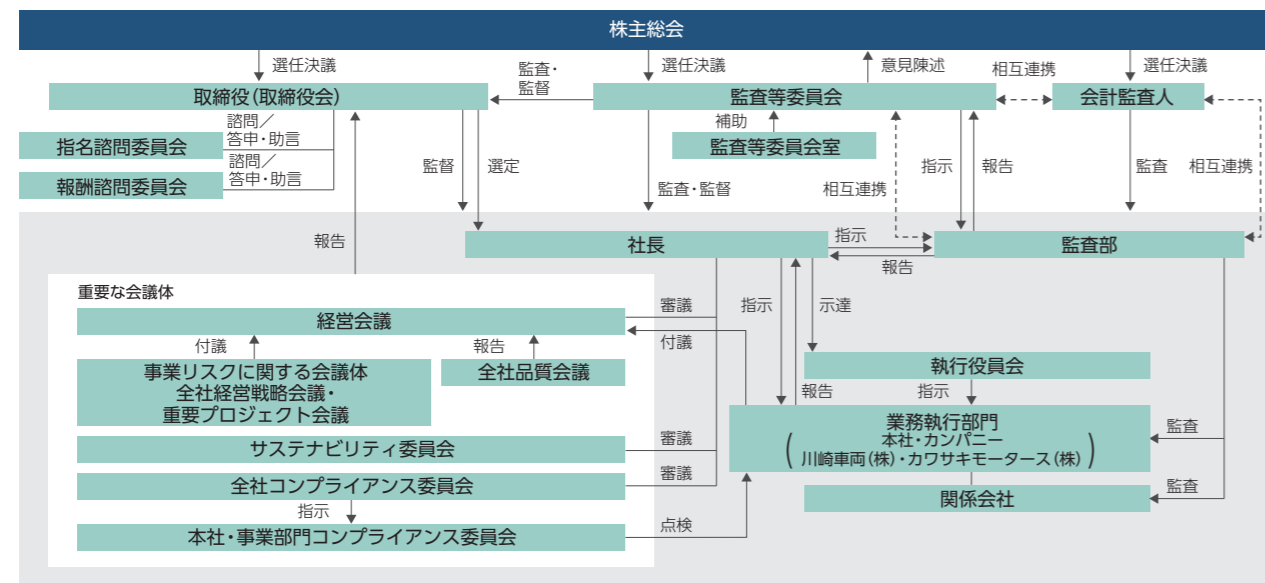 株主総会
選任決議
監査・
監督
選任決議
意見陳述
相互連携
選任決議
取締役(取締役会)
監査等委員会
会計監査人
諮問／
答申・助言
指名諮問委員会
補助
監査等委員会室
諮問／
答申・助言
報酬諮問委員会
監督
選定
監査・監督
相互連携
指示
報告
監査
相互連携
報告
社長
指示
報告
監査部
重要な会議体
経営会議
審議
指示
示達
付議
付議
報告
事業リスクに関する会議体
全社経営戦略会議・
重要プロジェクト会議
全社品質会議
執行役員会
報告
指示
業務執行部門
(本社・カンパニー
川崎車両(株)・カワサキモータース(株))
監査
サステナビリティ委員会
審議
全社コンプライアンス委員会
審議
関係会社
監査
指示
本社・事業部門コンプライアンス委員会
点検